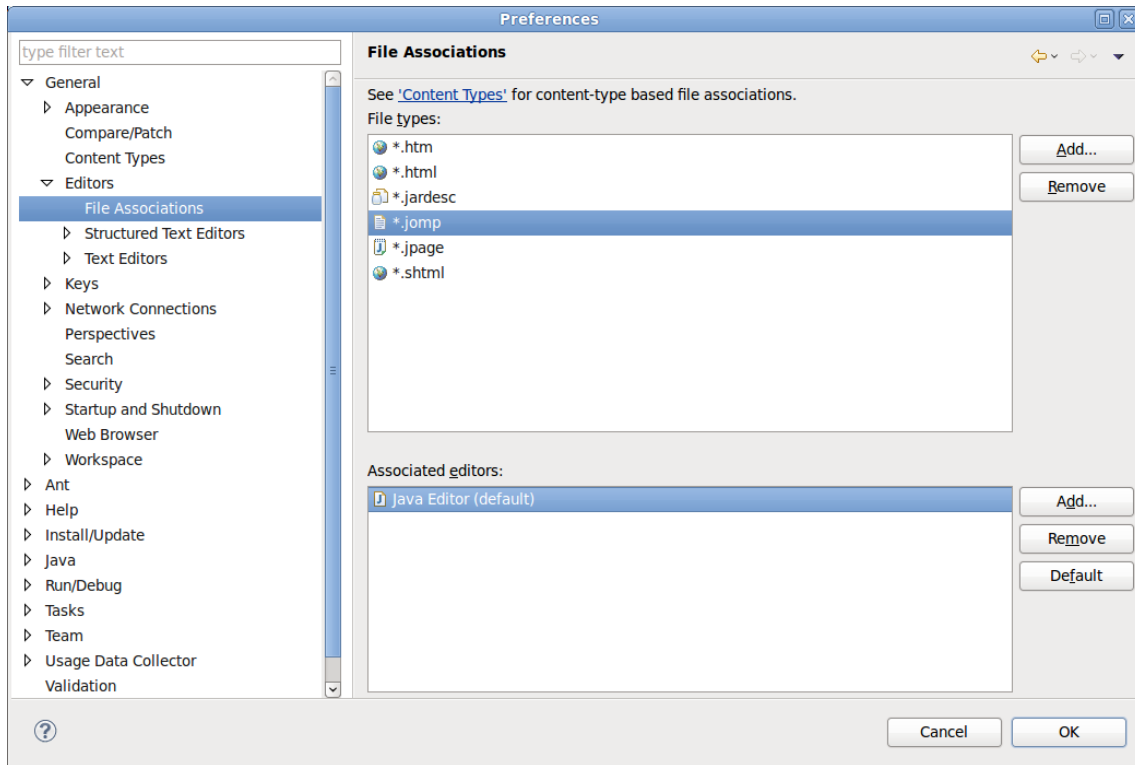 Preferences
type filter text
General
Appearance
Compare/Patch
Content Types
Editors
File Associations
Structured Text Editors
Text Editors
Keys
Network Connections
Perspectives
Search
Security
Startup and Shutdown
Web Browser
Workspace
Ant
Help
Install/Update
Java
Run/Debug
Tasks
Team
Usage Data Collector
Validation
File Associations
See 'Content Types' for content-type based file associations.
File types:
*.htm
*.html
*.jardesc
*.jomp
*.jpage
*.shtml
Add...
Remove
Associated editors:
Java Editor (default)
Add...
Remove
Default
Cancel
OK